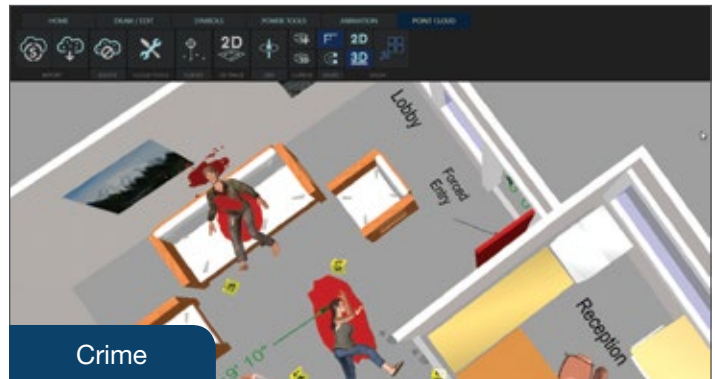 HOME DRAW / EDIT SYMBOLS POWER TOOLS ANIMATION POINT CLOUD
2D
2D
3D
Lobby
Forced
Entry
Reception
9' 10"
Crime